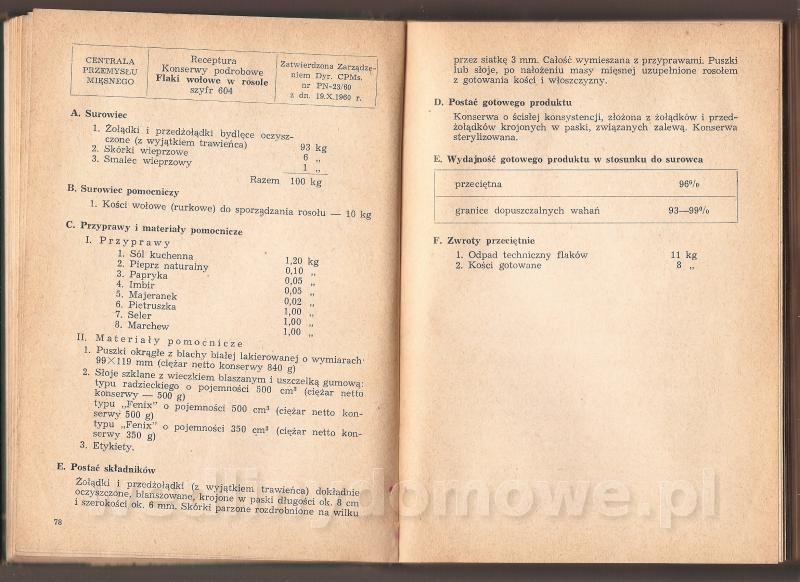 CENTRALA
PRZEMYSŁU
MIĘSNEGO
Receptura
Konserwy podrobowe
Flaki wołowe w rosole
szyfr 604
Zatwierdzona Zarządze-
niem Dyr. CPMs.
nr PN-23/60
z dn. 19.X.1960 r.
A. Surowiec
1. Żołądki i przedżołądki bydlęce oczysz-
czone (z wyjątkiem trawieńca) 93 kg
2. Skórki wieprzowe 6 „
3. Smalec wieprzowy 1 „
Razem 100 kg
B. Surowiec pomocniczy
1. Kości wołowe (rurkowe) do sporządzania rosołu — 10 kg
C. Przyprawy i materiały pomocnicze
I. Przyprawy
1. Sól kuchenna 1,20 kg
2. Pieprz naturalny 0,10 „
3. Papryka 0,05 „
4. Imbir 0,05 „
5. Majeranek 0,02 „
6. Pietruszka 1,00 „
7. Seler 1,00 „
8. Marchew 1,00 „
II. Materiały pomocnicze
1. Puszki okrągłe z blachy białej lakierowanej o wymiarach
99×119 mm (ciężar netto konserwy 840 g)
2. Słoje szklane z wieczkiem blaszanym i uszczelką gumową:
typu radzieckiego o pojemności 500 cm³ (ciężar netto
konserwy — 500 g)
typu „Fenix” o pojemności 500 cm³ (ciężar netto kon-
serwy 500 g)
typu „Fenix” o pojemności 350 cm³ (ciężar netto kon-
serwy 350 g)
3. Etykiety.
E. Postać składników
Żołądki i przedżołądki (z wyjątkiem trawieńca) dokładnie
oczyszczone, blanszowane, krojone w paski długości ok. 8 cm
i szerokości ok. 6 mm. Skórki parzone rozdrobnione na wilku
78
przez siatkę 3 mm. Całość wymieszana z przyprawami. Puszki
lub słoje, po nałożeniu masy mięsnej uzupełnione rosołem
z gotowania kości i włoszczyzny.
D. Postać gotowego produktu
Konserwa o ścisłej konsystencji, złożona z żołądków i przed-
żołądków krojonych w paski, związanych zalewą. Konserwa
sterylizowana.
E. Wydajność gotowego produktu w stosunku do surowca
przeciętna 96%
granice dopuszczalnych wahań 93—99%
F. Zwroty przeciętnie
1. Odpad techniczny flaków 11 kg
2. Kości gotowane 8 „
wedlinydomowe.pl